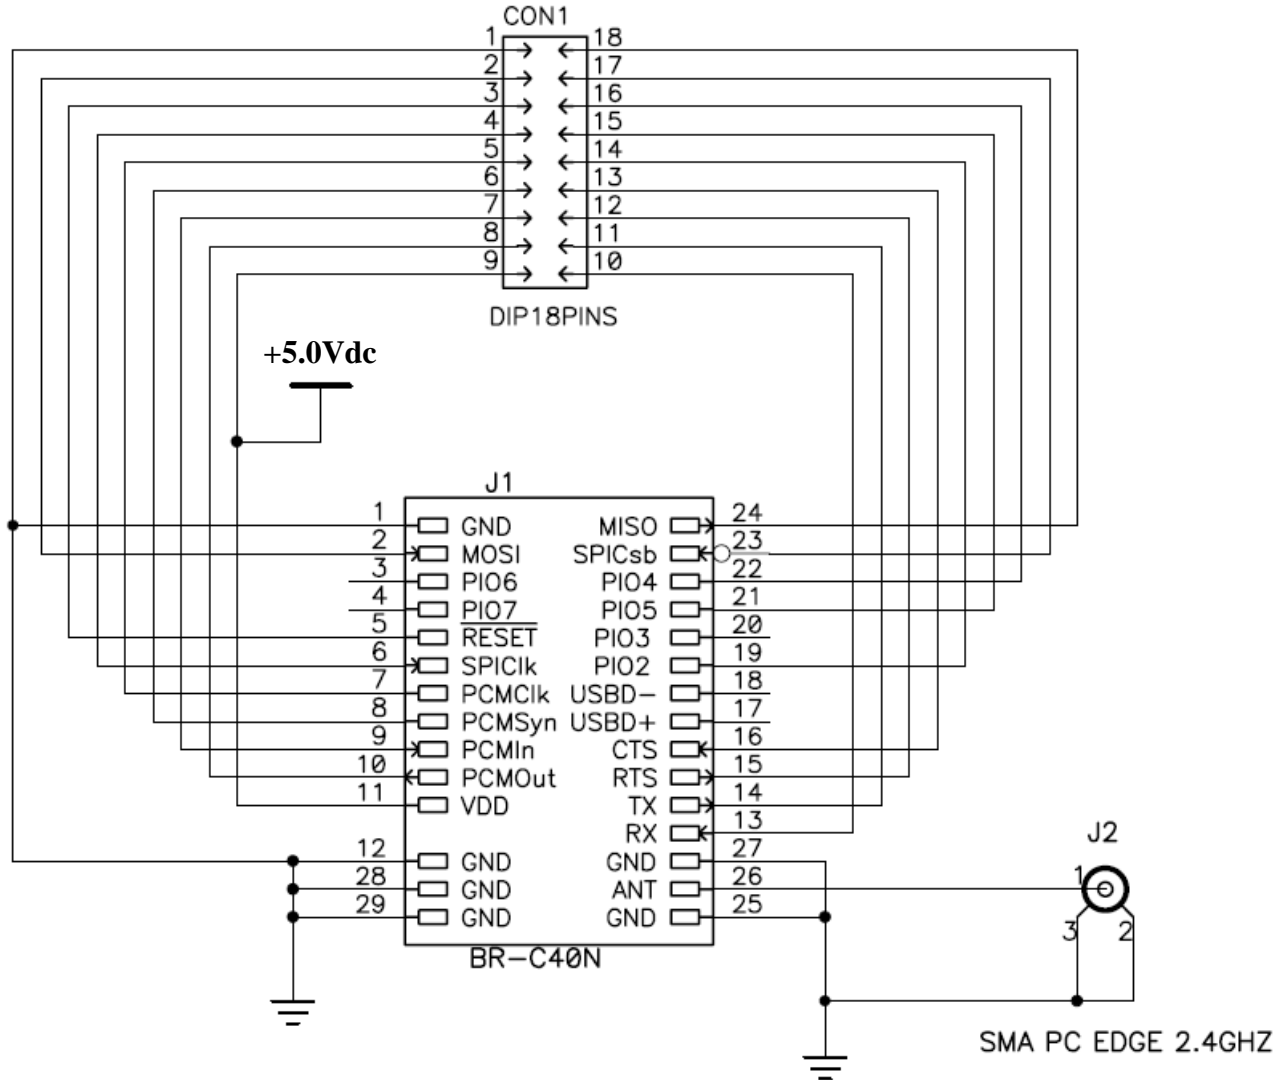 CON1
1 18
2 17
3 16
4 15
5 14
6 13
7 12
8 11
9 10
DIP18PINS
+5.0Vdc
J1
1 GND MISO 24
2 MOSI SPICsb 23
3 PIO6 PIO4 22
4 PIO7 PIO5 21
5 RESET PIO3 20
6 SPIClk PIO2 19
7 PCMClk USBD- 18
8 PCMSyn USBD+ 17
9 PCMIn CTS 16
10 PCMOut RTS 15
11 VDD TX 14
RX 13
12 GND GND 27
28 GND ANT 26
29 GND GND 25
BR-C40N
J2
1
3 2
SMA PC EDGE 2.4GHZ